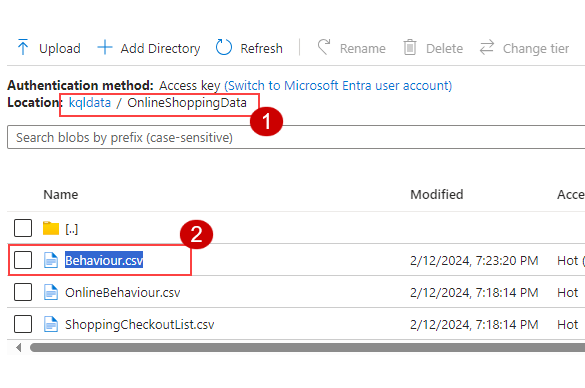 Upload Add Directory Refresh Rename Delete Change tier
Authentication method: Access key (Switch to Microsoft Entra user account)
Location: kqldata / OnlineShoppingData
1
Search blobs by prefix (case-sensitive)
Name Modified Acce
[..]
2
Behaviour.csv 2/12/2024, 7:23:20 PM Hot (
OnlineBehaviour.csv 2/12/2024, 7:18:14 PM Hot
ShoppingCheckoutList.csv 2/12/2024, 7:18:14 PM Hot